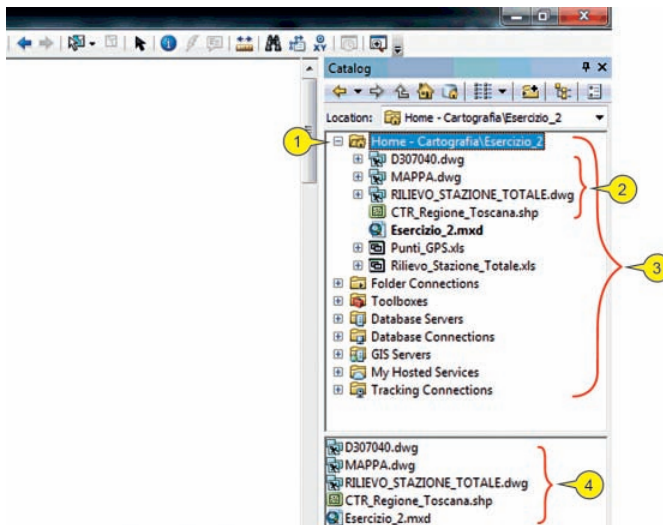 Catalog
Location: Home - Cartografia\Esercizio_2
1
Home - Cartografia\Esercizio_2
D307040.dwg
MAPPA.dwg
2
RILIEVO_STAZIONE_TOTALE.dwg
CTR_Regione_Toscana.shp
Esercizio_2.mxd
Punti_GPS.xls
3
Rilievo_Stazione_Totale.xls
Folder Connections
Toolboxes
Database Servers
Database Connections
GIS Servers
My Hosted Services
Tracking Connections
D307040.dwg
MAPPA.dwg
RILIEVO_STAZIONE_TOTALE.dwg
4
CTR_Regione_Toscana.shp
Esercizio_2.mxd